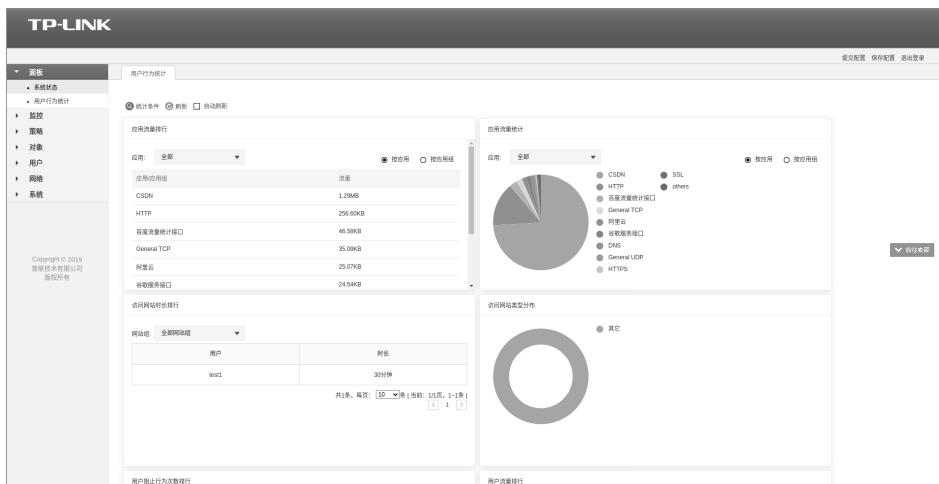 TP-LINK
提交配置 保存配置 退出登录
面板
系统状态
用户行为统计
监控
策略
对象
用户
网络
系统
Copyright © 2019
普联技术有限公司
版权所有
用户行为统计
统计条件 刷新 自动刷新
应用流量排行
应用: 全部 按应用 按应用组
应用/应用组 流量
CSDN 1.29MB
HTTP 256.60KB
百度流量统计接口 46.58KB
General TCP 35.09KB
阿里云 25.07KB
谷歌服务接口 24.54KB
应用流量统计
应用: 全部 按应用 按应用组
CSDN SSL
HTTP others
百度流量统计接口
General TCP
阿里云
谷歌服务接口
DNS
General UDP
HTTPS
前往底部
访问网站时长排行
网站组: 全部网站组
用户 时长
test1 30分钟
共1条，每页: 10 条 | 当前: 1/1页，1~1条 |
1
访问网站类型分布
其它
用户阻止行为次数排行
用户流量排行